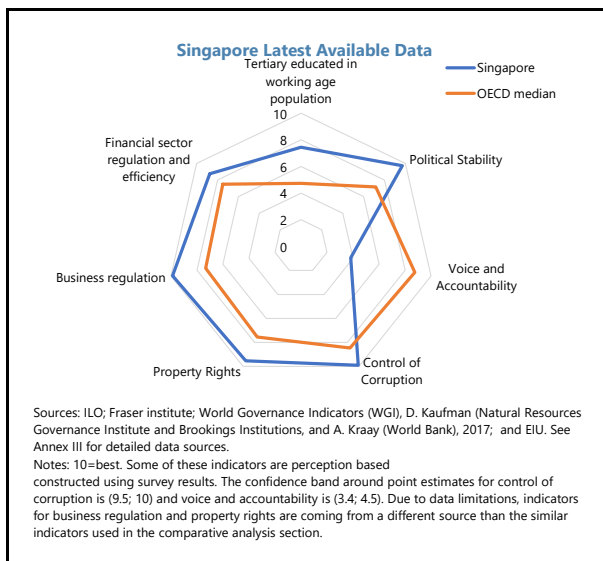 Singapore Latest Available Data
Tertiary educated in
working age
population
Singapore
OECD median
10
8
6
4
2
0
Financial sector
regulation and
efficiency
Political Stability
Business regulation
Voice and
Accountability
Property Rights
Control of
Corruption
Sources: ILO; Fraser institute; World Governance Indicators (WGI), D. Kaufman (Natural Resources
Governance Institute and Brookings Institutions, and A. Kraay (World Bank), 2017;  and EIU. See
Annex III for detailed data sources.
Notes: 10=best. Some of these indicators are perception based
constructed using survey results. The confidence band around point estimates for control of
corruption is (9.5; 10) and voice and accountability is (3.4; 4.5). Due to data limitations, indicators
for business regulation and property rights are coming from a different source than the similar
indicators used in the comparative analysis section.